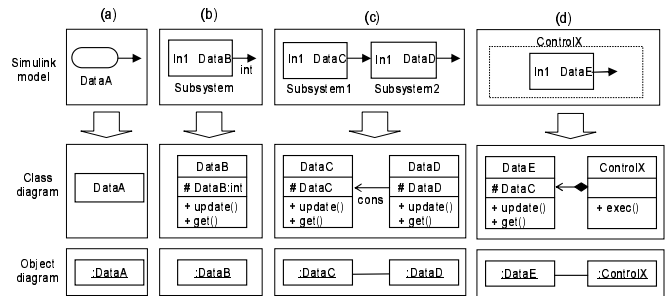 (a) (b) (c) (d)
Simulink model
DataA
In1 DataB
int
Subsystem
In1 DataC
Subsystem1
In1 DataD
Subsystem2
ControlX
In1 DataE
Class diagram
DataA
DataB
# DataB:int
+ update()
+ get()
DataC
# DataC
+ update()
+ get()
cons
DataD
# DataD
+ update()
+ get()
DataE
# DataC
+ update()
+ get()
ControlX
+ exec()
Object diagram
:DataA
:DataB
:DataC
:DataD
:DataE
:ControlX